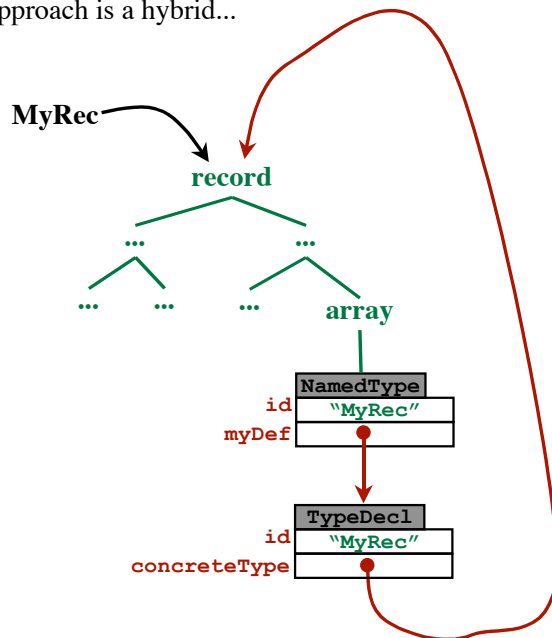 pproach is a hybrid...
MyRec
record
... ...
... ... ...
array
NamedType
id “MyRec”
myDef
TypeDecl
id “MyRec”
concreteType